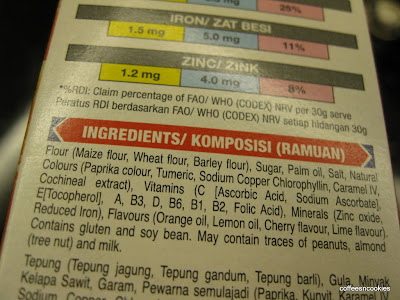 25%
IRON/ ZAT BESI
1.5 mg 5.0 mg 11%
ZINC/ ZINK
1.2 mg 4.0 mg 8%
*%RDI: Claim percentage of FAO/ WHO (CODEX) NRV per 30g serve
Peratus RDI berdasarkan FAO/ WHO (CODEX) NRV setiap hidangan 30g
INGREDIENTS/ KOMPOSISI (RAMUAN)
Flour (Maize flour, Wheat flour, Barley flour), Sugar, Palm oil, Salt, Natural
Colours (Paprika colour, Tumeric, Sodium Copper Chlorophyllin, Caramel IV,
Cochineal extract), Vitamins (C [Ascorbic Acid, Sodium Ascorbate],
E[Tocopherol], A, B3, D, B6, B1, B2, Folic Acid), Minerals (Zinc oxide,
Reduced Iron), Flavours (Orange oil, Lemon oil, Cherry flavour, Lime flavour).
Contains gluten and soy bean. May contain traces of peanuts, almond
(tree nut) and milk.
Tepung (Tepung jagung, Tepung gandum, Tepung barli), Gula, Minyak
Kelapa Sawit, Garam, Pewarna semulajadi (Paprika, Kunyit, Karamel IV
Sodium Copper
coffeesncookies